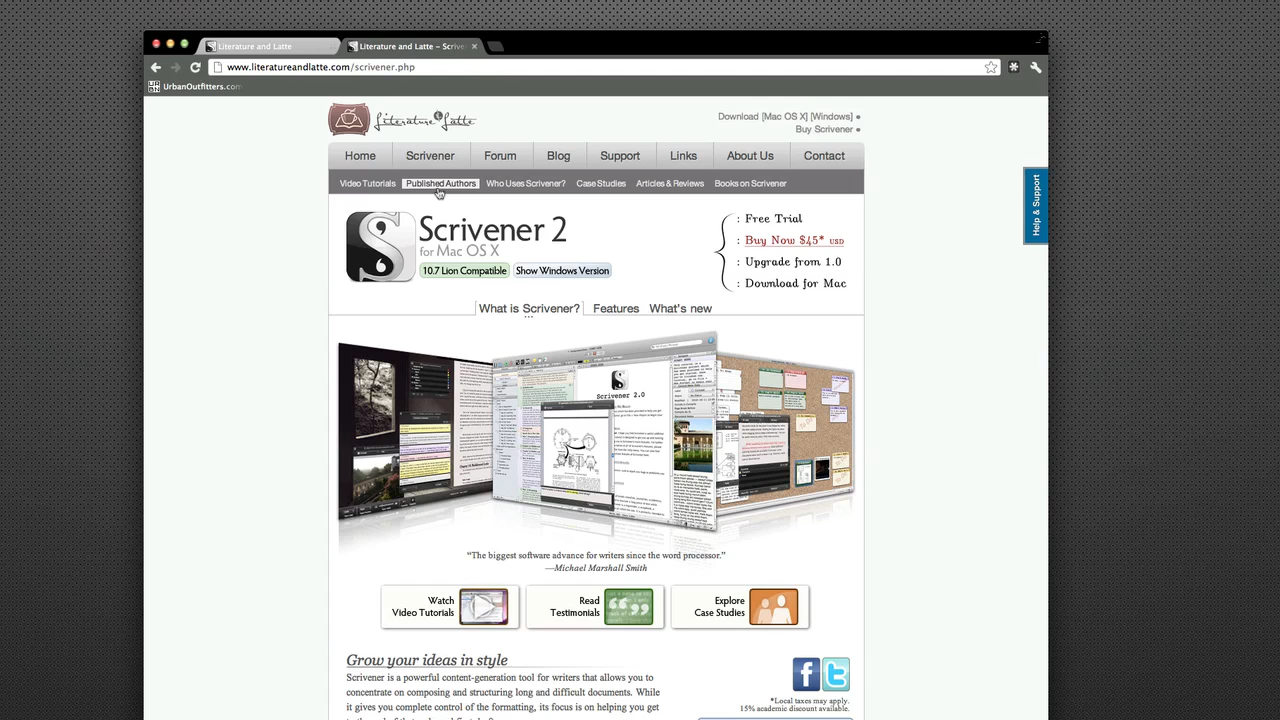 Literature and Latte
Literature and Latte – Scrive
www.literatureandlatte.com/scrivener.php
UrbanOutfitters.com
Literature & Latte
Download [Mac OS X] [Windows] •
Buy Scrivener •
Home Scrivener Forum Blog Support Links About Us Contact
Video Tutorials Published Authors Who Uses Scrivener? Case Studies Articles & Reviews Books on Scrivener
Help & Support
Scrivener 2
for Mac OS X
10.7 Lion Compatible Show Windows Version
: Free Trial
: Buy Now $45* USD
: Upgrade from 1.0
: Download for Mac
What is Scrivener? Features What's new
Scrivener 2.0
“The biggest software advance for writers since the word processor.”
—Michael Marshall Smith
Watch
Video Tutorials
Read
Testimonials
Explore
Case Studies
Grow your ideas in style
Scrivener is a powerful content-generation tool for writers that allows you to
concentrate on composing and structuring long and difficult documents. While
it gives you complete control of the formatting, its focus is on helping you get
*Local taxes may apply.
15% academic discount available.